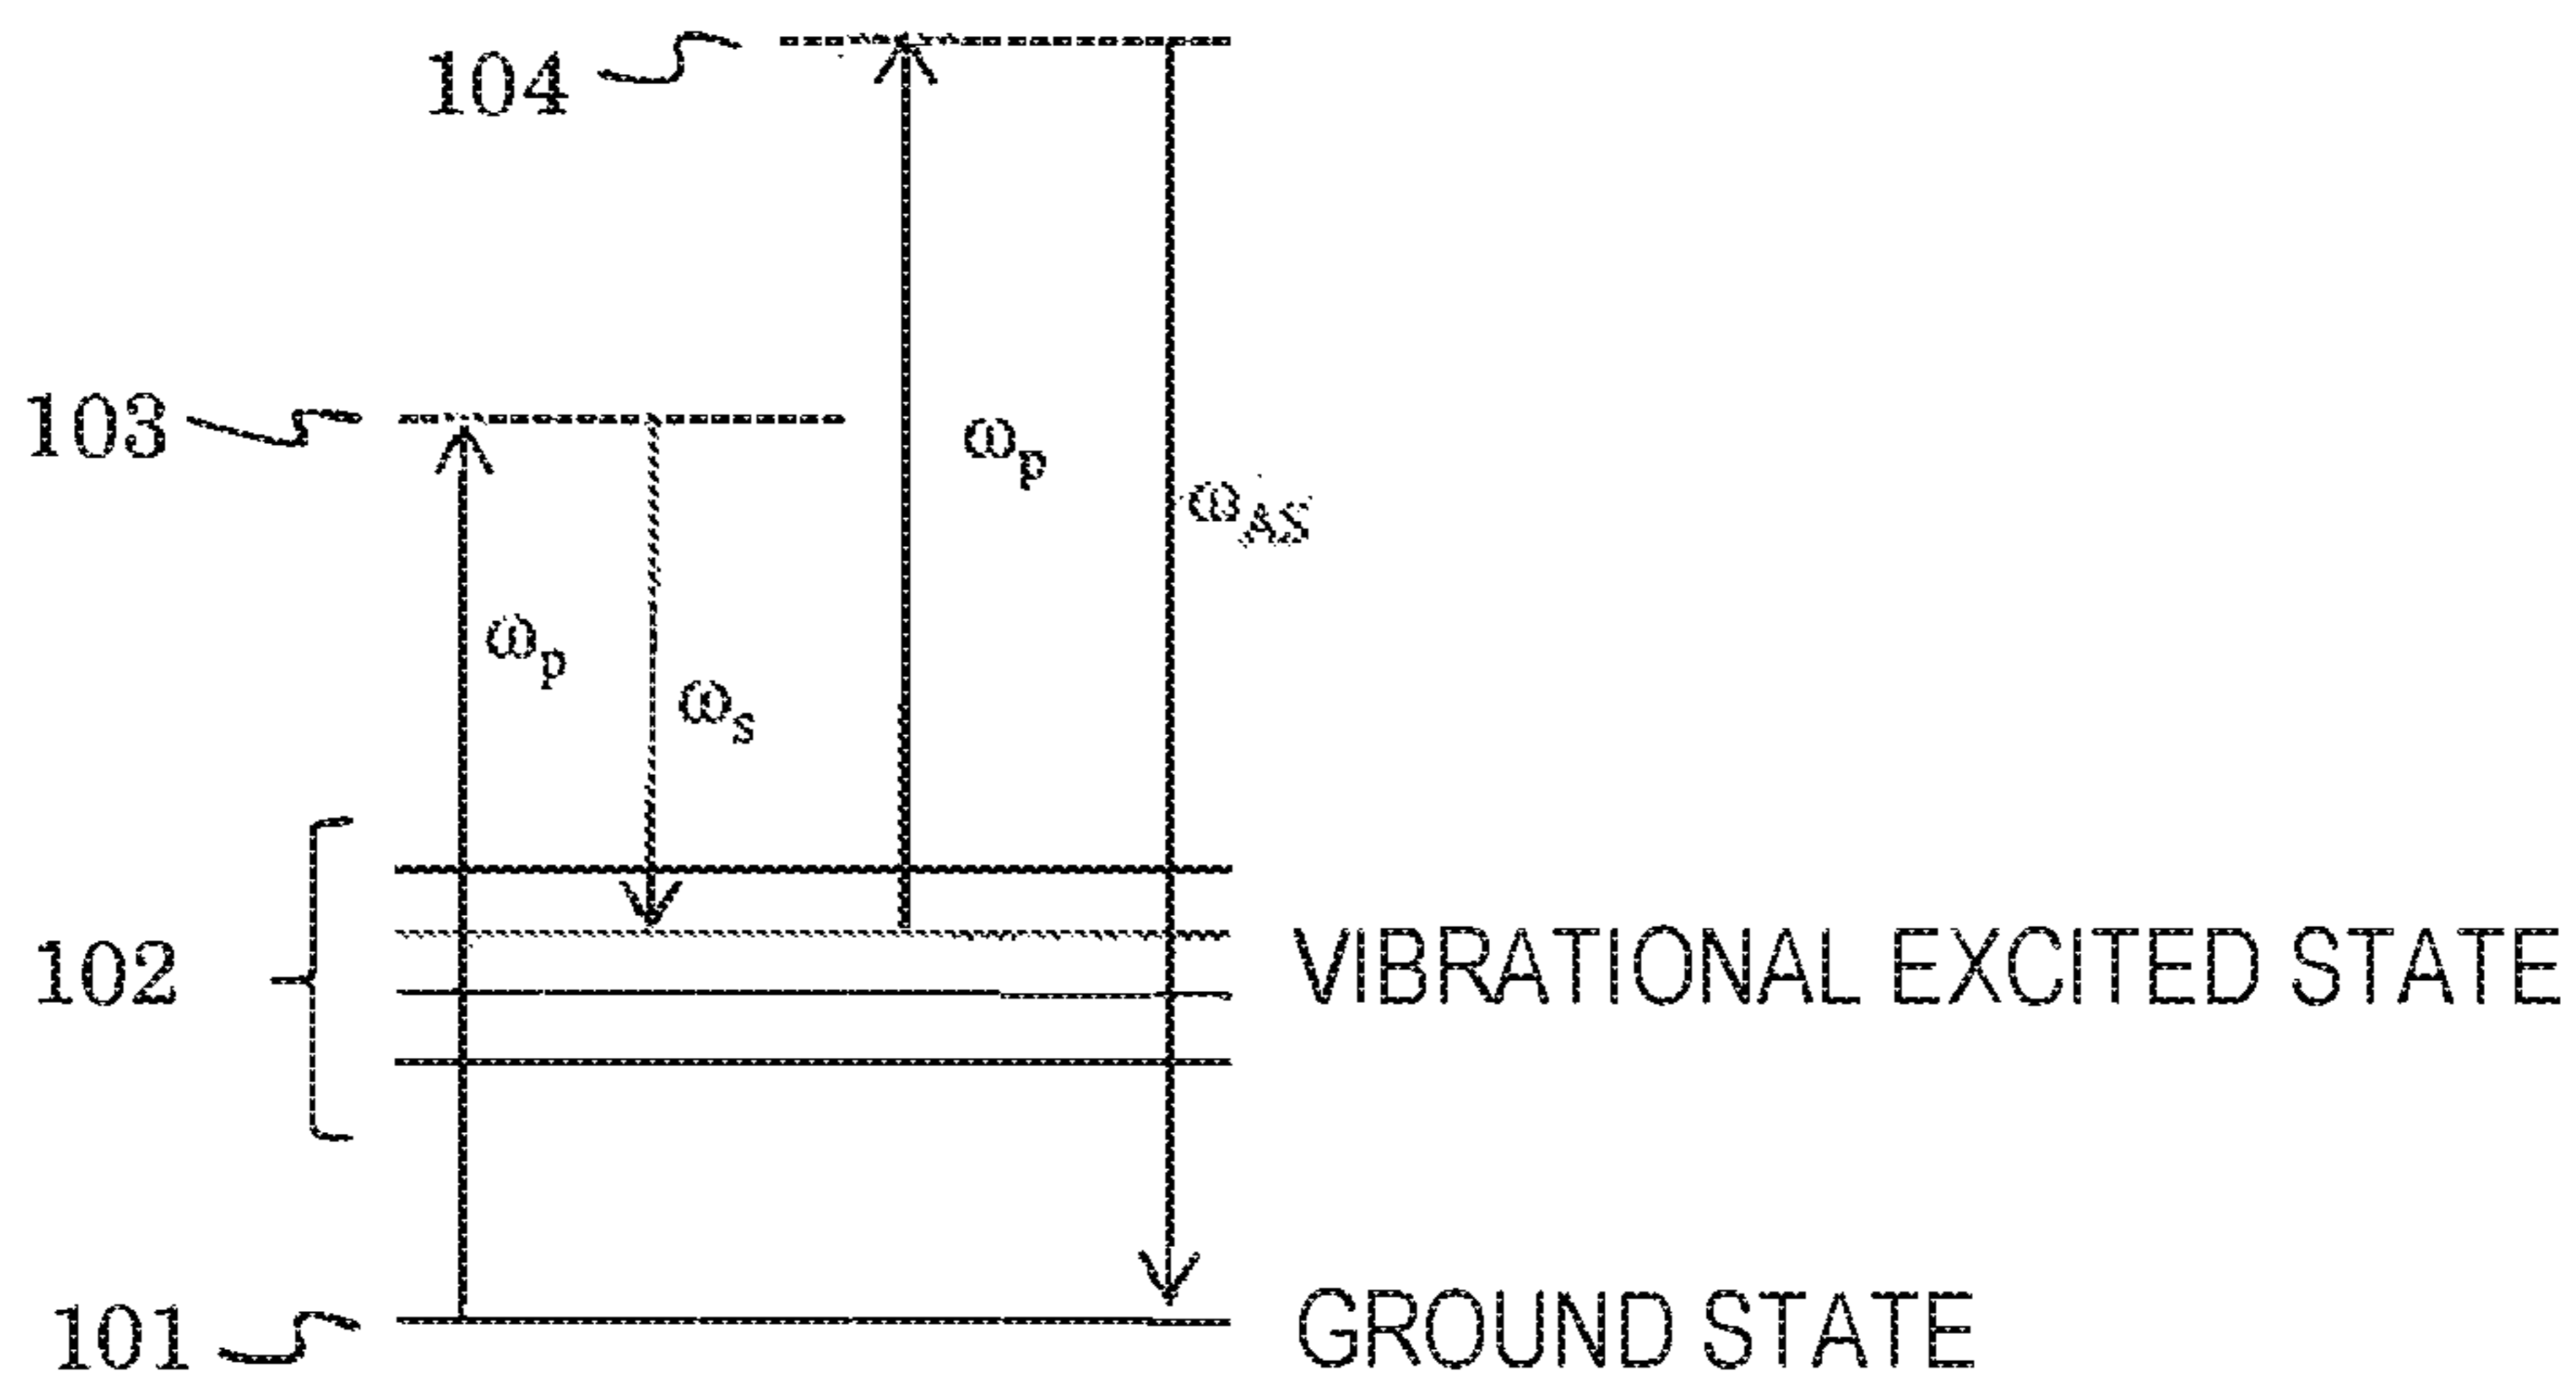 104
103
ωp
ωAS
ωp
ωs
102
VIBRATIONAL EXCITED STATE
101
GROUND STATE